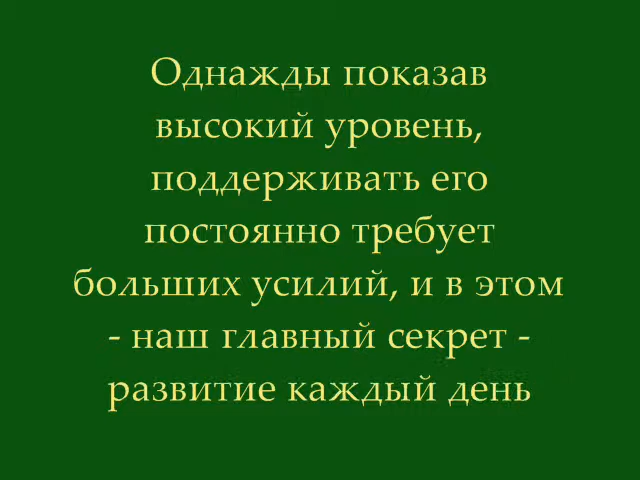 Однажды показав
высокий уровень,
поддерживать его
постоянно требует
больших усилий, и в этом
- наш главный секрет -
развитие каждый день